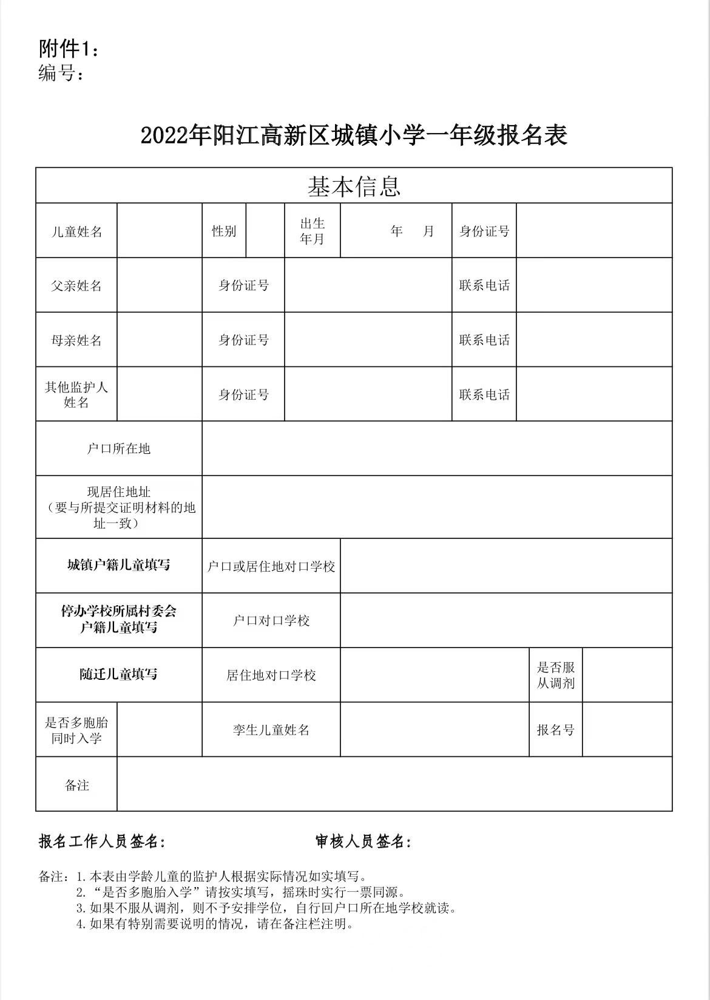 附件1：
编号：
2022年阳江高新区城镇小学一年级报名表
基本信息
儿童姓名
性别
出生
年月
年 月
身份证号
父亲姓名
身份证号
联系电话
母亲姓名
身份证号
联系电话
其他监护人
姓名
身份证号
联系电话
户口所在地
现居住地址
（要与所提交证明材料的地
址一致）
城镇户籍儿童填写
户口或居住地对口学校
停办学校所属村委会
户籍儿童填写
户口对口学校
随迁儿童填写
居住地对口学校
是否服
从调剂
是否多胞胎
同时入学
孪生儿童姓名
报名号
备注
报名工作人员签名：
审核人员签名：
备注：1.本表由学龄儿童的监护人根据实际情况如实填写。
2.“是否多胞胎入学”请按实填写，摇珠时实行一票同源。
3.如果不服从调剂，则不予安排学位，自行回户口所在地学校就读。
4.如果有特别需要说明的情况，请在备注栏注明。